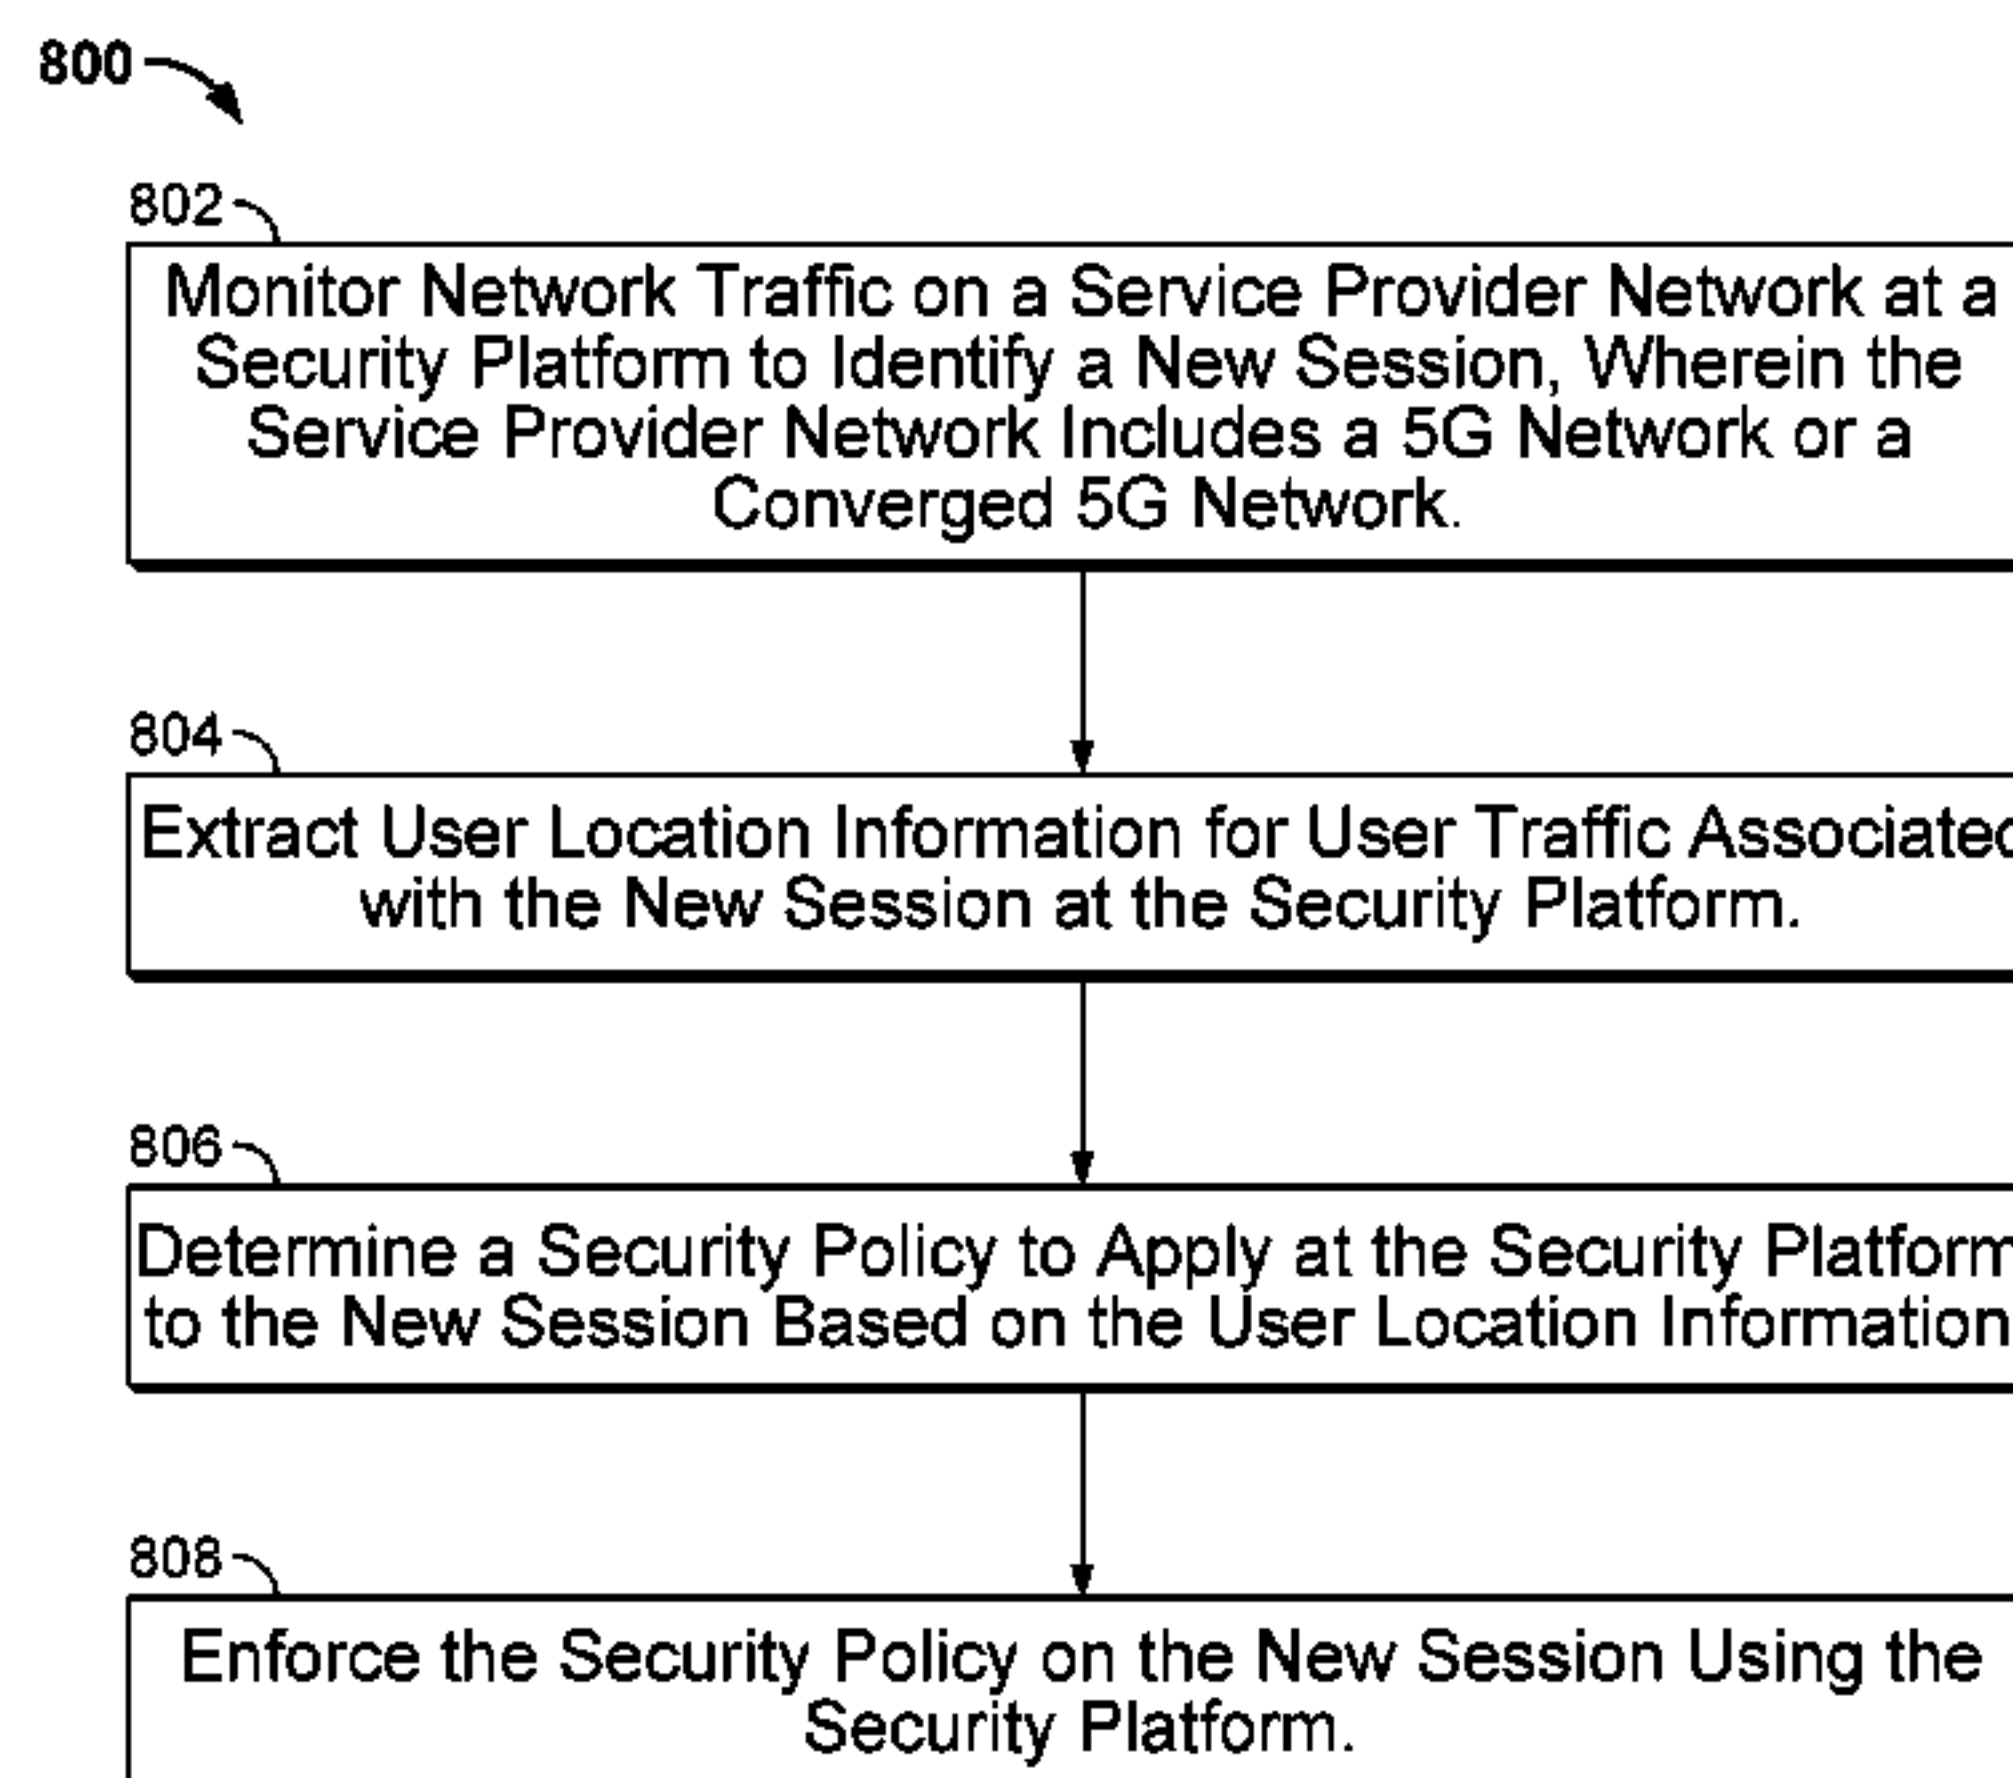 800
802
Monitor Network Traffic on a Service Provider Network at a
Security Platform to Identify a New Session, Wherein the
Service Provider Network Includes a 5G Network or a
Converged 5G Network.
804
Extract User Location Information for User Traffic Associated
with the New Session at the Security Platform.
806
Determine a Security Policy to Apply at the Security Platform
to the New Session Based on the User Location Information
808
Enforce the Security Policy on the New Session Using the
Security Platform.